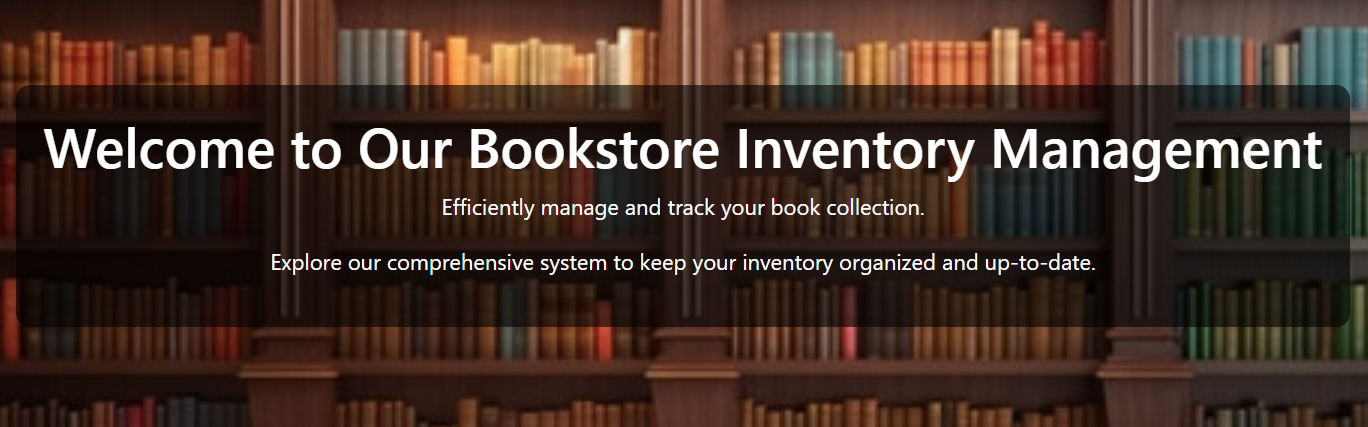 Welcome to Our Bookstore Inventory Management
Efficiently manage and track your book collection.
Explore our comprehensive system to keep your inventory organized and up-to-date.